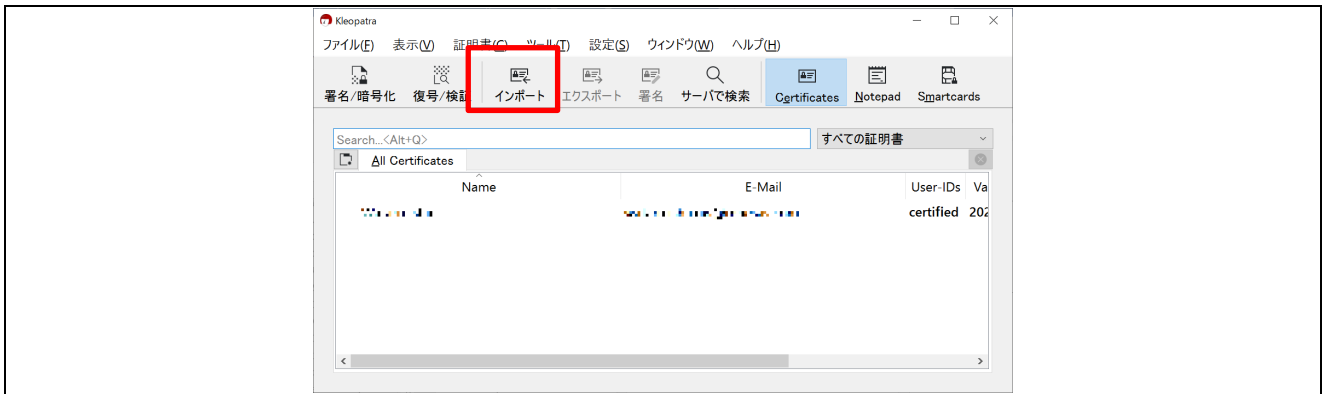 Kleopatra
ファイル(F) 表示(V) 証明書(C) ツール(T) 設定(S) ウィンドウ(W) ヘルプ(H)
署名/暗号化 復号/検証 インポート エクスポート 署名 サーバで検索 Certificates Notepad Smartcards
Search...<Alt+Q> すべての証明書
All Certificates
Name E-Mail User-IDs Va
certified 202